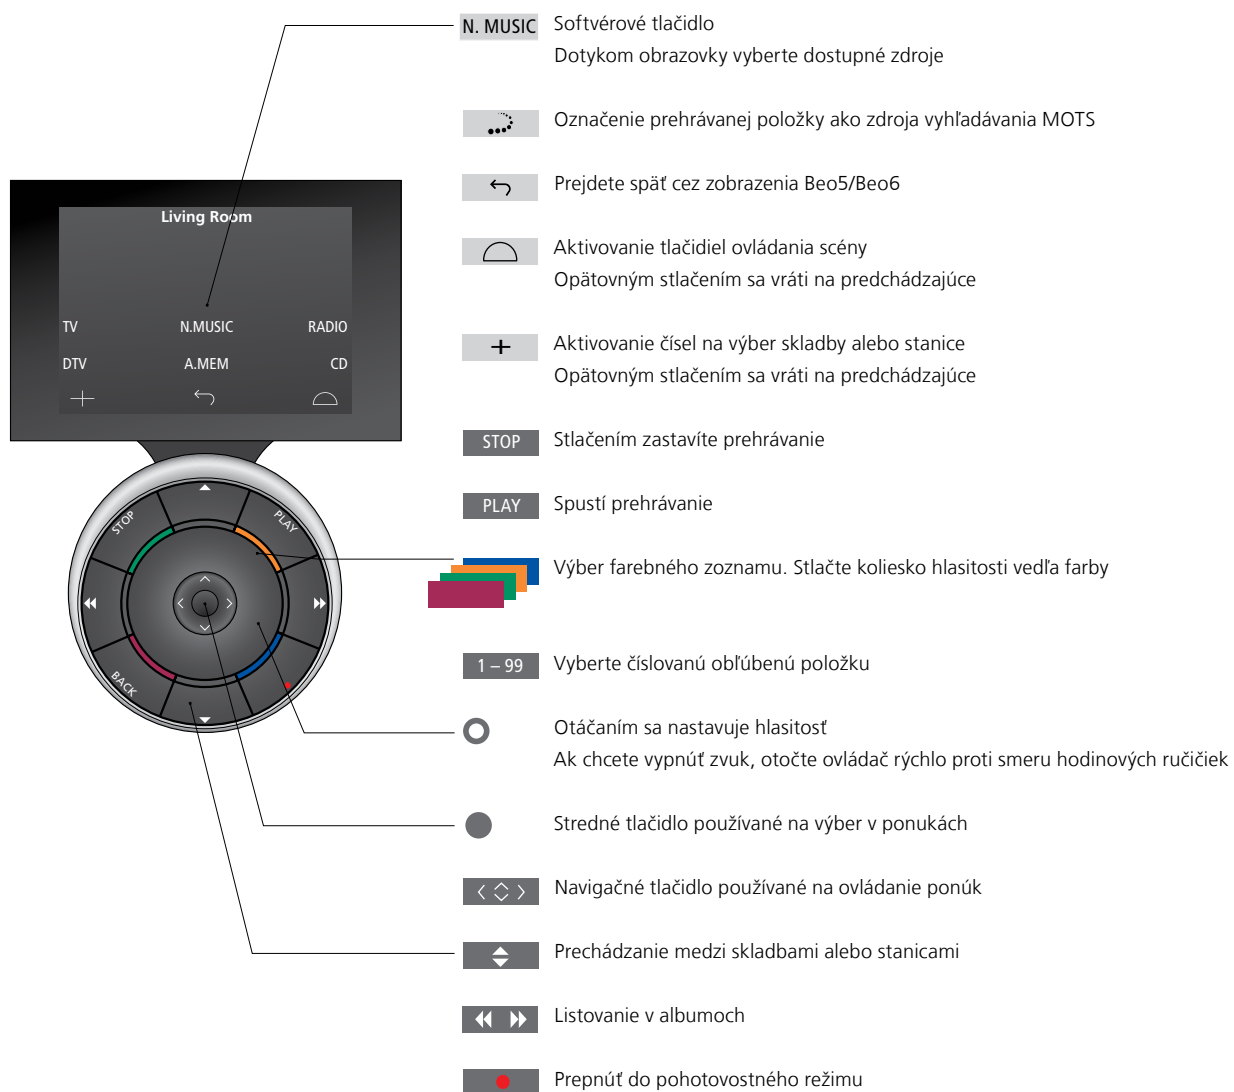 N. MUSIC Softvérové tlačidlo
Dotykom obrazovky vyberte dostupné zdroje
Označenie prehrávanej položky ako zdroja vyhľadávania MOTS
Prejdete späť cez zobrazenia Beo5/Beo6
Living Room
Aktivovanie tlačidiel ovládania scény
Opätovným stlačením sa vráti na predchádzajúce
TV N.MUSIC RADIO
DTV A.MEM CD
Aktivovanie čísel na výber skladby alebo stanice
Opätovným stlačením sa vráti na predchádzajúce
STOP Stlačením zastavíte prehrávanie
PLAY Spustí prehrávanie
STOP PLAY
Výber farebného zoznamu. Stlačte koliesko hlasitosti vedľa farby
1 – 99 Vyberte číslovanú obľúbenú položku
BACK
Otáčaním sa nastavuje hlasitosť
Ak chcete vypnúť zvuk, otočte ovládač rýchlo proti smeru hodinových ručičiek
Stredné tlačidlo používané na výber v ponukách
Navigačné tlačidlo používané na ovládanie ponúk
Prechádzanie medzi skladbami alebo stanicami
Listovanie v albumoch
Prepnúť do pohotovostného režimu